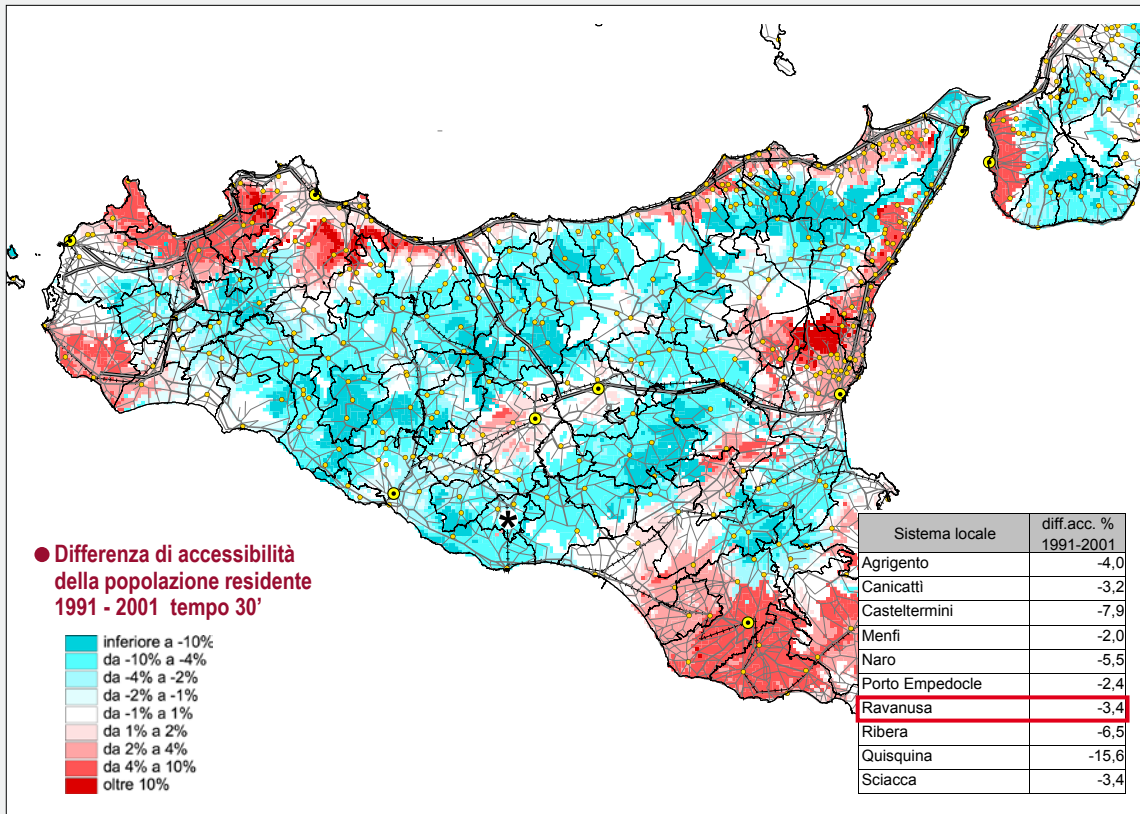 ● Differenza di accessibilità
della popolazione residente
1991 - 2001 tempo 30'
inferiore a -10%
da -10% a -4%
da -4% a -2%
da -2% a -1%
da -1% a 1%
da 1% a 2%
da 2% a 4%
da 4% a 10%
oltre 10%
*
Sistema locale diff.acc. % 1991-2001
Agrigento -4,0
Canicattì -3,2
Casteltermini -7,9
Menfi -2,0
Naro -5,5
Porto Empedocle -2,4
Ravanusa -3,4
Ribera -6,5
Quisquina -15,6
Sciacca -3,4